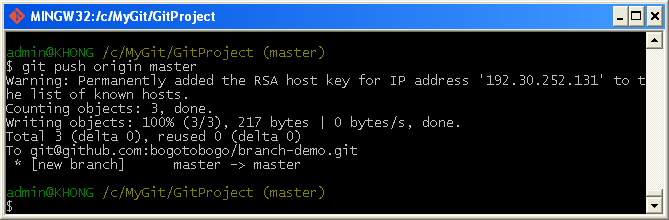 MINGW32:/c/MyGit/GitProject
admin@KHONG /c/MyGit/GitProject (master)
$ git push origin master
Warning: Permanently added the RSA host key for IP address '192.30.252.131' to t
he list of known hosts.
Counting objects: 3, done.
Writing objects: 100% (3/3), 217 bytes | 0 bytes/s, done.
Total 3 (delta 0), reused 0 (delta 0)
To git@github.com:bogotobogo/branch-demo.git
 * [new branch]      master -> master
admin@KHONG /c/MyGit/GitProject (master)
$